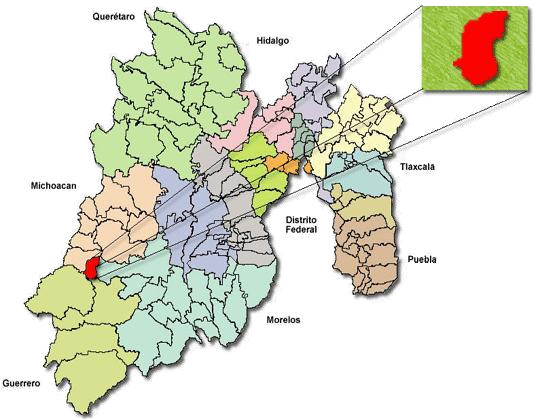 Querétaro
Hidalgo
Michoacan
Tlaxcala
Distrito
Federal
Puebla
Morelos
Guerrero